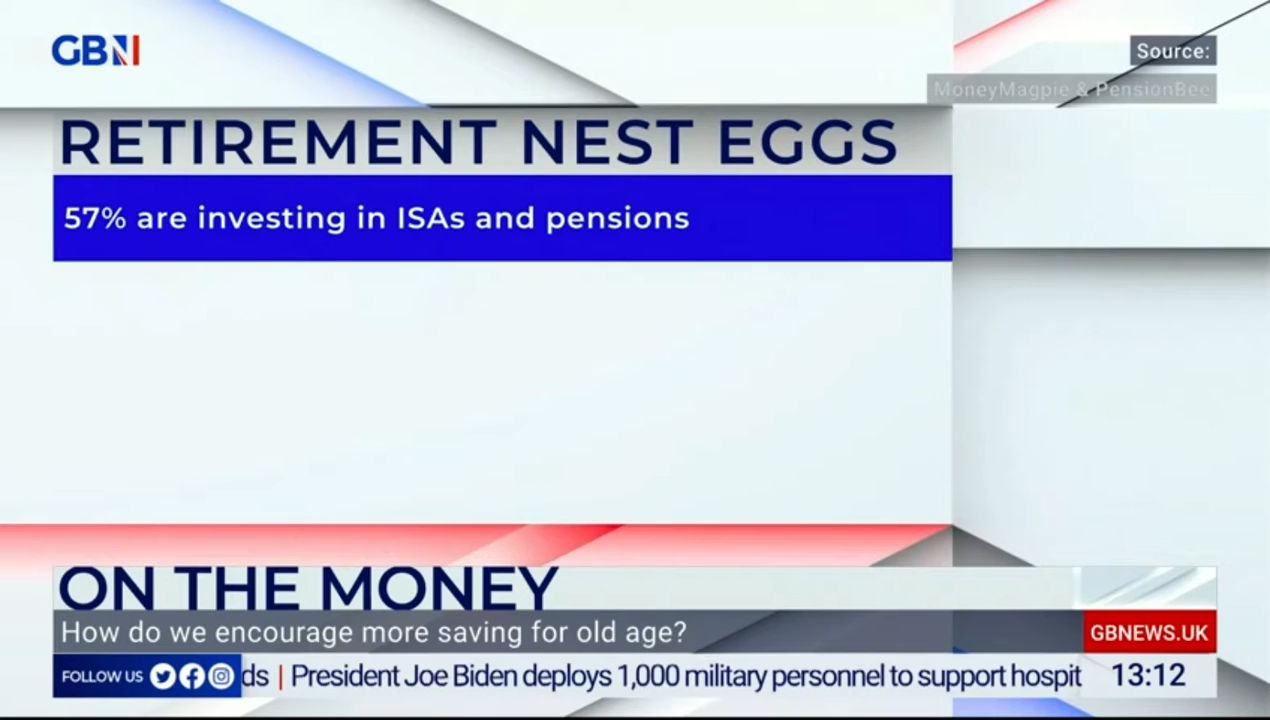 GBN
Source:
MoneyMagpie & PensionBee
RETIREMENT NEST EGGS
57% are investing in ISAs and pensions
ON THE MONEY
How do we encourage more saving for old age?
GBNEWS.UK
FOLLOW US
ds | President Joe Biden deploys 1,000 military personnel to support hospit
13:12